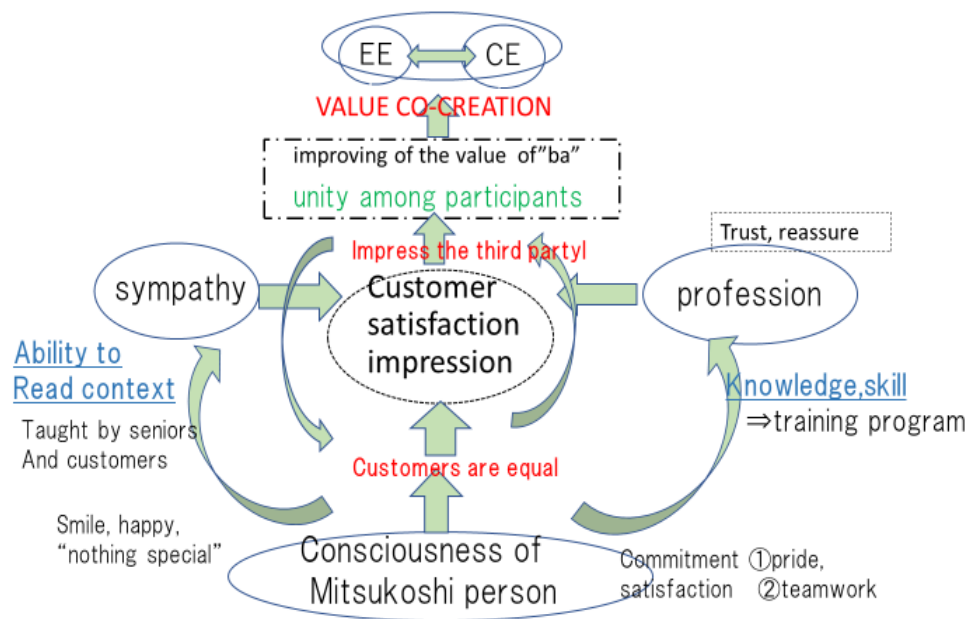 EE
CE
VALUE CO-CREATION
improving of the value of"ba"
unity among participants
Impress the third party!
Trust, reassure
sympathy
Customer
satisfaction
impression
profession
Ability to
Read context
Taught by seniors
And customers
Knowledge,skill
⇒training program
Customers are equal
Smile, happy,
"nothing special"
Consciousness of
Mitsukoshi person
Commitment ①pride,
satisfaction ②teamwork